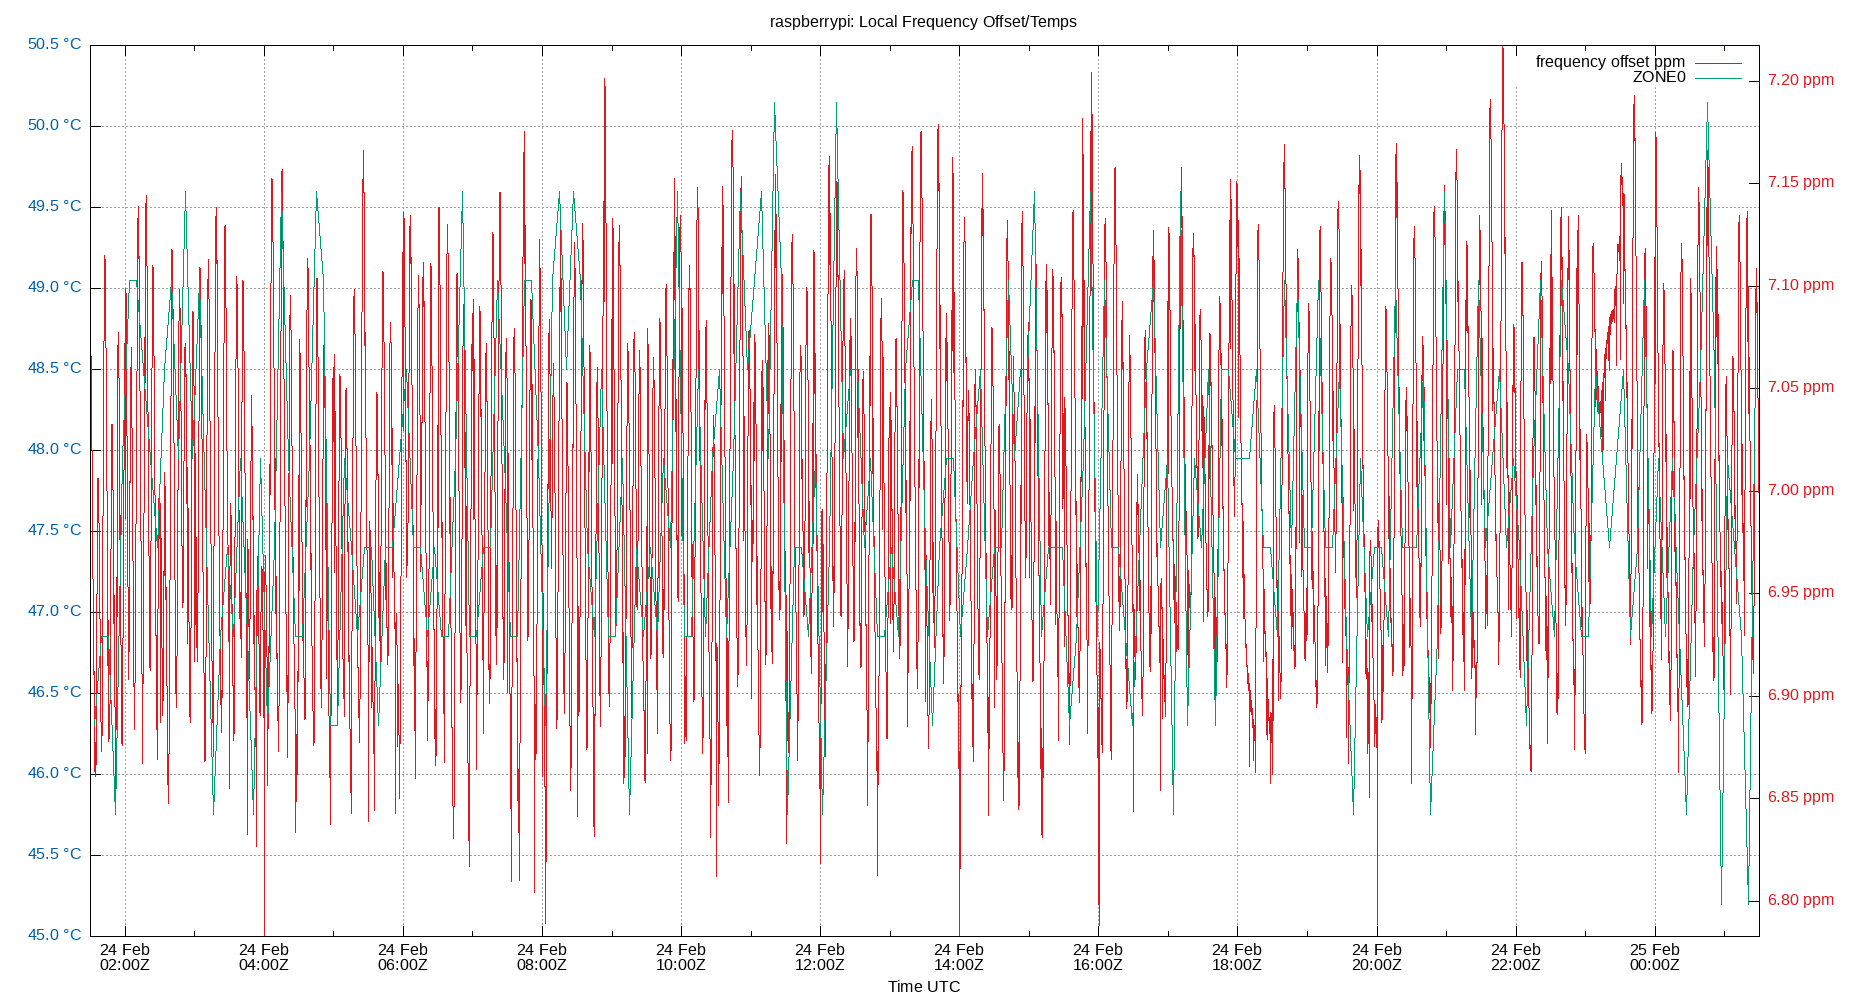 raspberrypi: Local Frequency Offset/Temps
50.5 °C
50.0 °C
49.5 °C
49.0 °C
48.5 °C
48.0 °C
47.5 °C
47.0 °C
46.5 °C
46.0 °C
45.5 °C
45.0 °C
frequency offset ppm
ZONE0
7.20 ppm
7.15 ppm
7.10 ppm
7.05 ppm
7.00 ppm
6.95 ppm
6.90 ppm
6.85 ppm
6.80 ppm
24 Feb 24 Feb 24 Feb 24 Feb 24 Feb 24 Feb 24 Feb 24 Feb 24 Feb 24 Feb 24 Feb 25 Feb
02:00Z 04:00Z 06:00Z 08:00Z 10:00Z 12:00Z 14:00Z 16:00Z 18:00Z 20:00Z 22:00Z 00:00Z
Time UTC